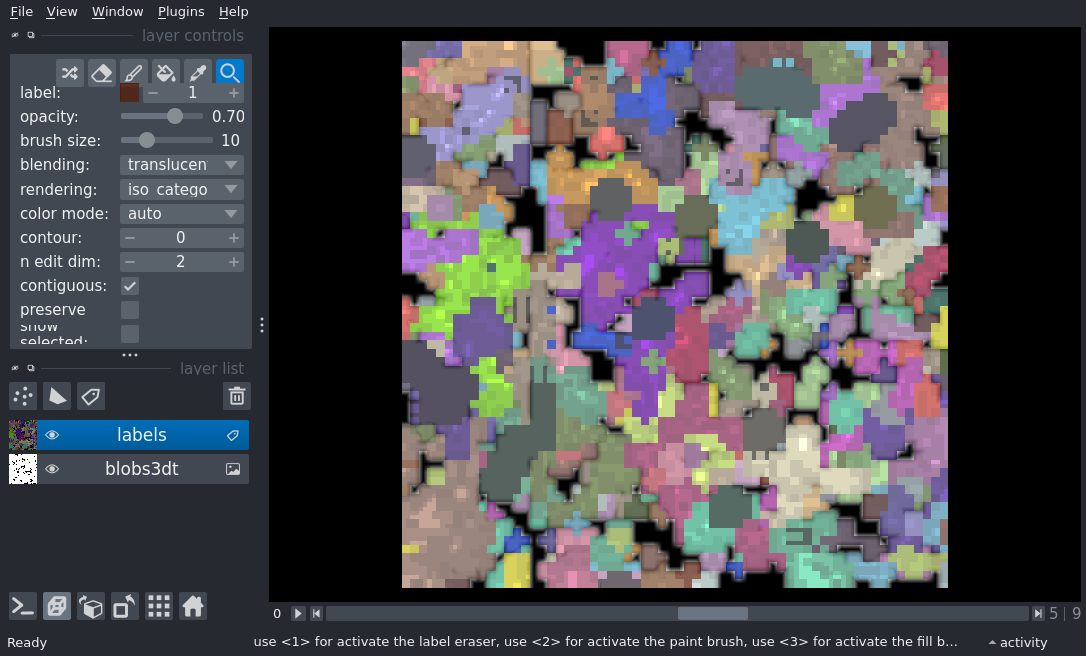 File View Window Plugins Help
layer controls
label: 1
opacity: 0.70
brush size: 10
blending: translucen
rendering: iso_catego
color mode: auto
contour: 0
n edit dim: 2
contiguous:
preserve
show
selected:
layer list
labels
blobs3dt
0 5 | 9
Ready use <1> for activate the label eraser, use <2> for activate the paint brush, use <3> for activate the fill b... activity